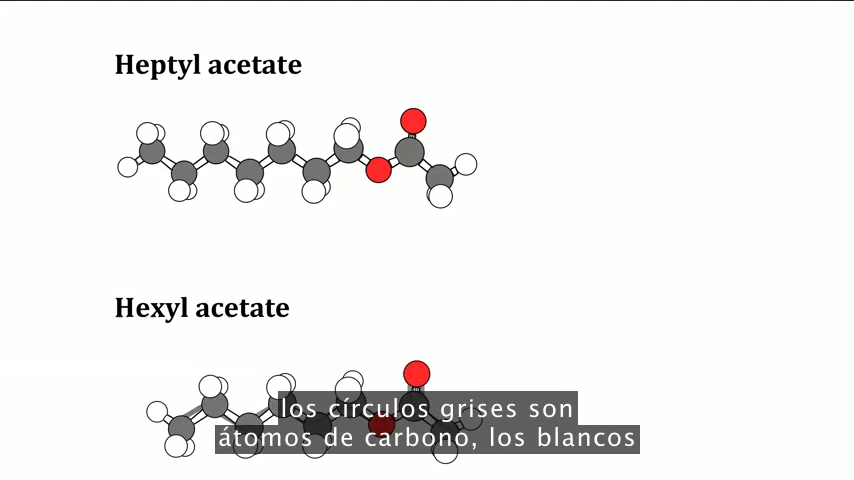 Heptyl acetate
Hexyl acetate
los círculos grises son
átomos de carbono, los blancos